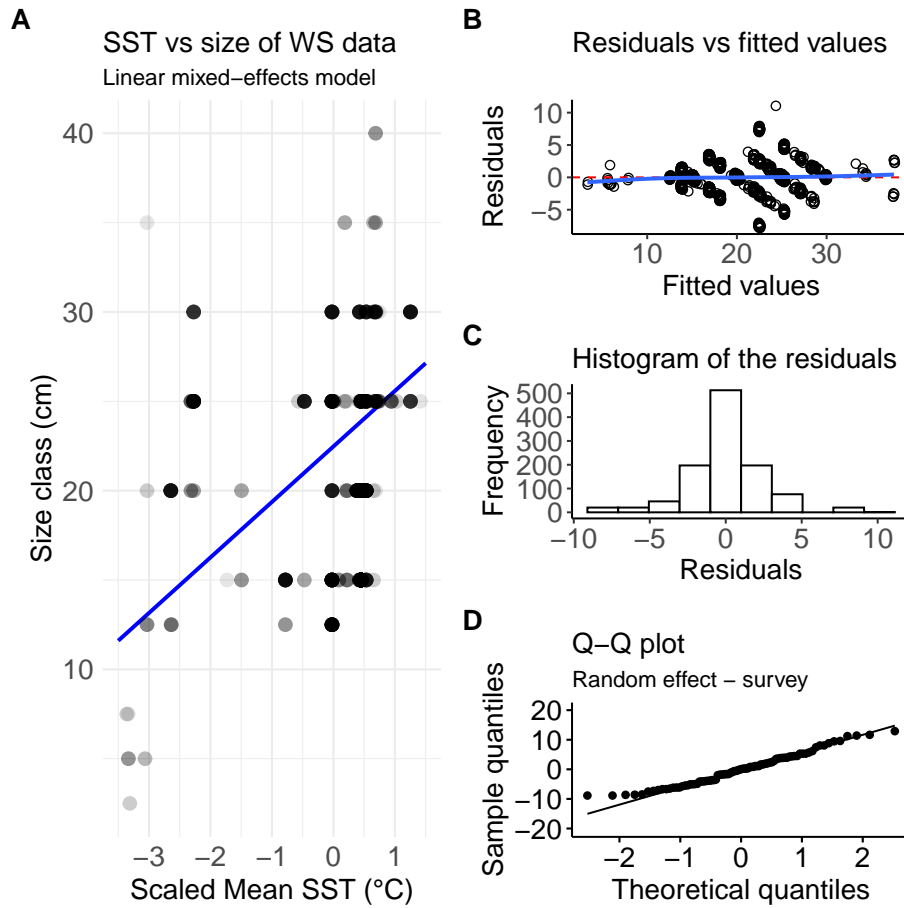 A
SST vs size of WS data
Linear mixed−effects model
40
30
20
10
Size class (cm)
−3
−2
−1
0
1
Scaled Mean SST (°C)
B
Residuals vs fitted values
10
5
0
−5
Residuals
10
20
30
Fitted values
C
Histogram of the residuals
500
400
300
200
100
0
Frequency
−10
−5
0
5
10
Residuals
D
Q−Q plot
Random effect − survey
20
10
0
−10
−20
Sample quantiles
−2
−1
0
1
2
Theoretical quantiles